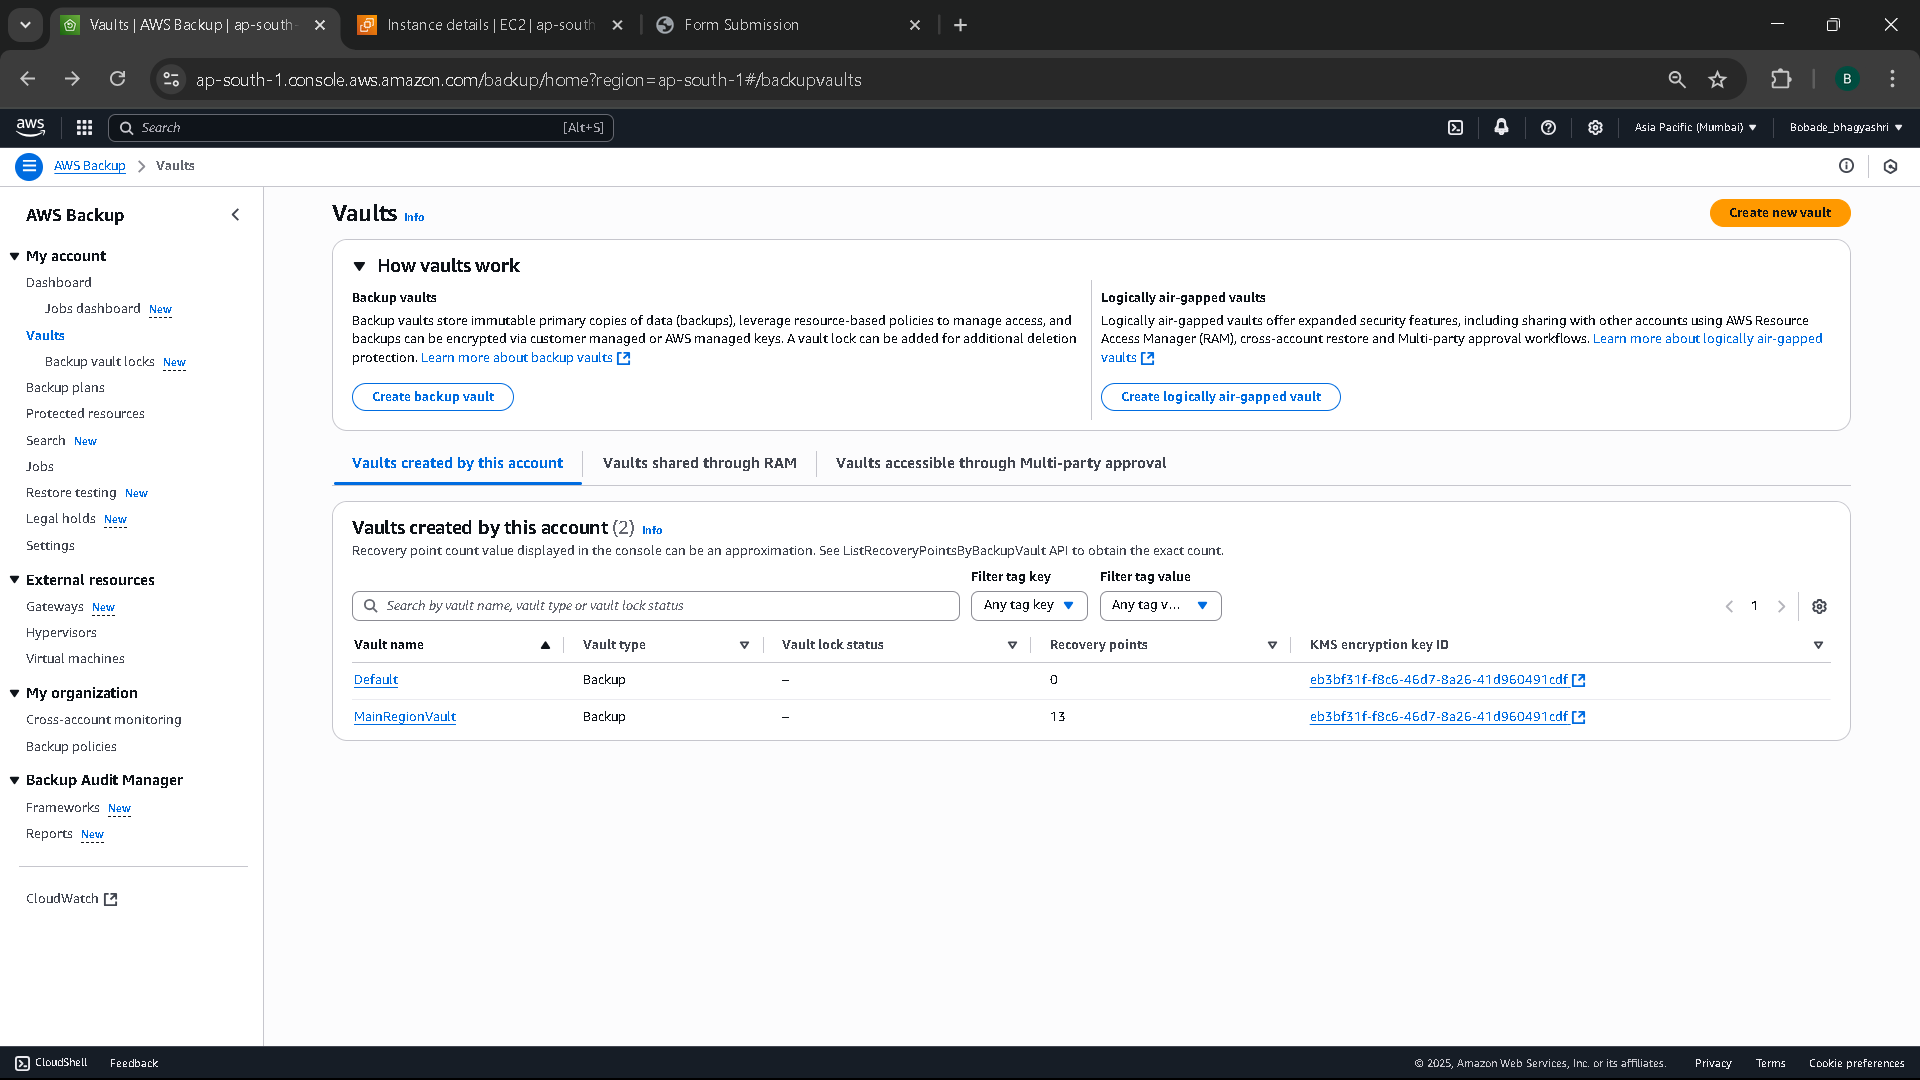 Vaults | AWS Backup | ap-south-
Instance details | EC2 | ap-south
Form Submission
ap-south-1.console.aws.amazon.com/backup/home?region=ap-south-1#/backupvaults
B
aws
Search
[Alt+S]
Asia Pacific (Mumbai)
Bobade_bhagyashri
AWS Backup
Vaults
AWS Backup
My account
Dashboard
Jobs dashboard New
Vaults
Backup vault locks New
Backup plans
Protected resources
Search New
Jobs
Restore testing New
Legal holds New
Settings
External resources
Gateways New
Hypervisors
Virtual machines
My organization
Cross-account monitoring
Backup policies
Backup Audit Manager
Frameworks New
Reports New
CloudWatch
Vaults Info
Create new vault
How vaults work
Backup vaults
Backup vaults store immutable primary copies of data (backups), leverage resource-based policies to manage access, and
backups can be encrypted via customer managed or AWS managed keys. A vault lock can be added for additional deletion
protection. Learn more about backup vaults
Create backup vault
Logically air-gapped vaults
Logically air-gapped vaults offer expanded security features, including sharing with other accounts using AWS Resource
Access Manager (RAM), cross-account restore and Multi-party approval workflows. Learn more about logically air-gapped
vaults
Create logically air-gapped vault
Vaults created by this account
Vaults shared through RAM
Vaults accessible through Multi-party approval
Vaults created by this account (2) Info
Recovery point count value displayed in the console can be an approximation. See ListRecoveryPointsByBackupVault API to obtain the exact count.
Filter tag key
Filter tag value
Search by vault name, vault type or vault lock status
Any tag key
Any tag v...
1
Vault name Vault type Vault lock status Recovery points KMS encryption key ID
Default Backup – 0 eb3bf31f-f8c6-46d7-8a26-41d960491cdf
MainRegionVault Backup – 13 eb3bf31f-f8c6-46d7-8a26-41d960491cdf
CloudShell
Feedback
© 2025, Amazon Web Services, Inc. or its affiliates.
Privacy
Terms
Cookie preferences